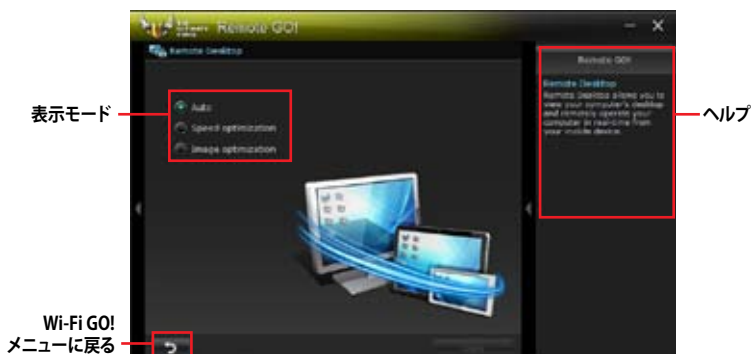 Remote GO!
Remote Desktop
Auto
Speed optimization
Image optimization
表示モード
Wi-Fi GO!
メニューに戻る
Remote GO!
Remote Desktop
Remote Desktop allows you to
view your computer's desktop
and remotely operate your
computer in real-time from
your mobile device.
ヘルプ